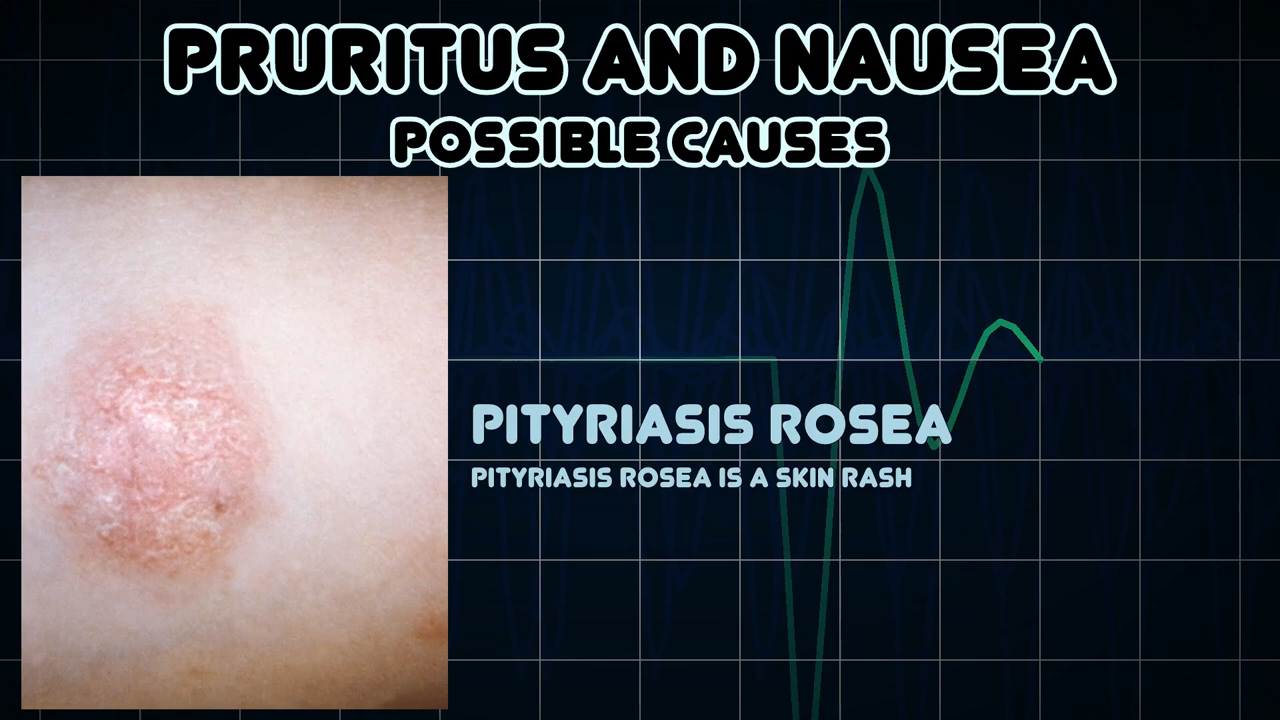 PRURITUS AND NAUSEA
POSSIBLE CAUSES
PITYRIASIS ROSEA
PITYRIASIS ROSEA IS A SKIN RASH